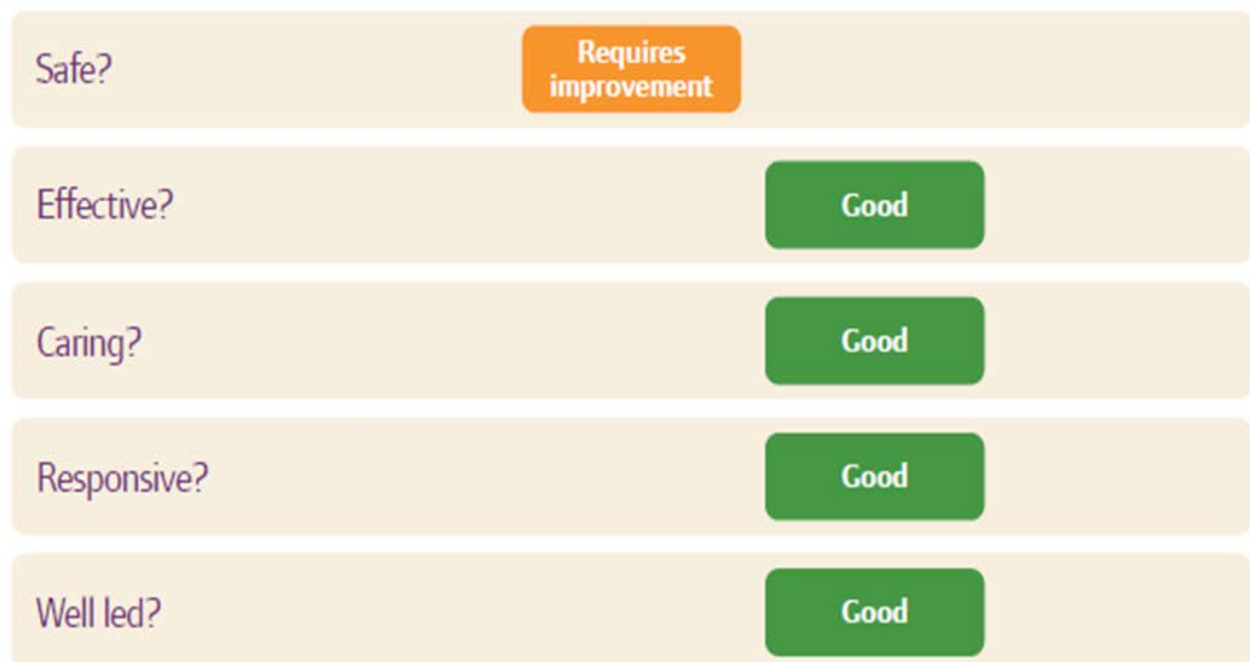 Safe?
Requires
improvement
Effective?
Good
Caring?
Good
Responsive?
Good
Well led?
Good